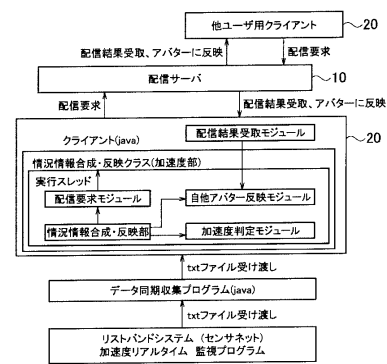 他ユーザ用クライアント
20
配信結果受取、アバターに反映
配信要求
配信サーバ
10
配信要求
配信結果受取、アバターに反映
クライアント(java)
配信結果受取モジュール
20
情況情報合成・反映クラス(加速度部)
実行スレッド
配信要求モジュール
自他アバター反映モジュール
情況情報合成・反映部
加速度判定モジュール
txtファイル受け渡し
データ同期収集プログラム(java)
txtファイル受け渡し
リストバンドシステム (センサネット)
加速度リアルタイム 監視プログラム